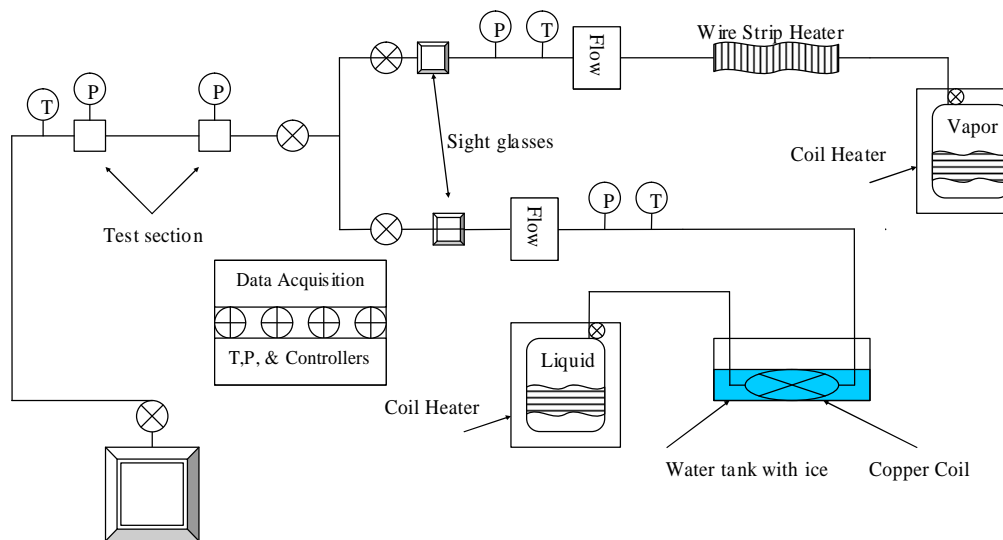 P
T
Flow
Wire Strip Heater
T
P
P
Sight glasses
Vapor
Coil Heater
Test section
Flow
P
T
Data Acquisition
T,P, & Controllers
Liquid
Coil Heater
Water tank with ice
Copper Coil